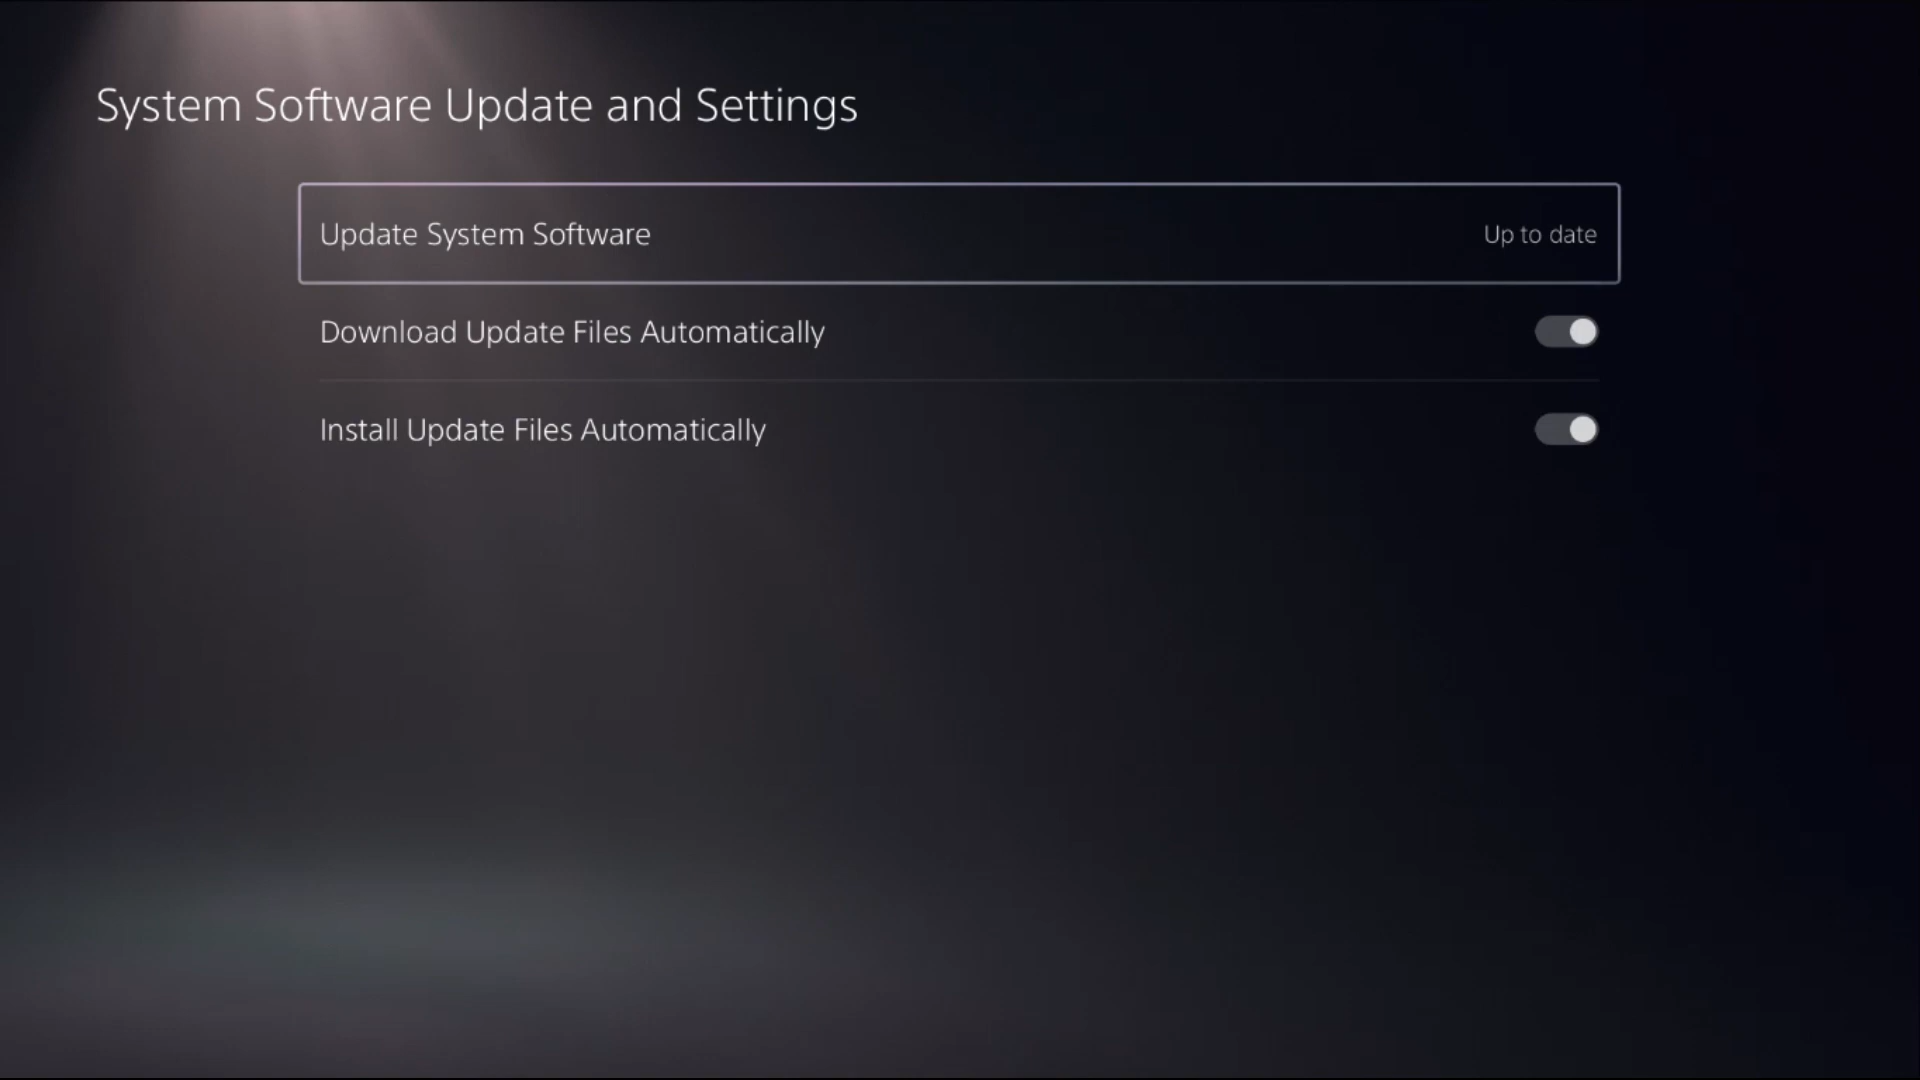 System Software Update and Settings
Update System Software
Up to date
Download Update Files Automatically
Install Update Files Automatically